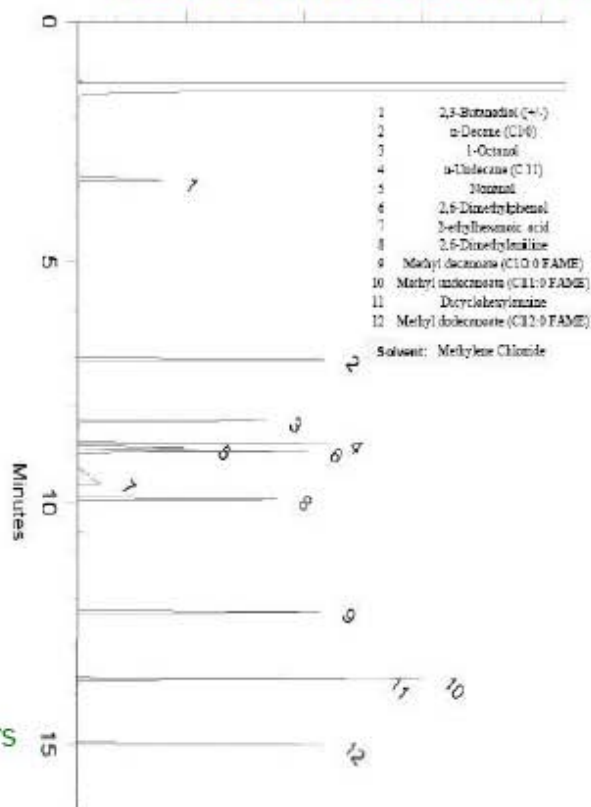 0
1 2,3-Butanediol (+/-)
2 n-Decane (C10)
3 1-Octanol
4 n-Undecane (C11)
5 Nonanol
6 2,6-Dimethylphenol
7 2-ethylhexanoic acid
8 2,6-Dimethylaniline
9 Methyl decanoate (C10:0 FAME)
10 Methyl undecanoate (C11:0 FAME)
11 Dicyclohexylamine
12 Methyl dodecanoate (C12:0 FAME)
Solvent: Methylene Chloride
1
5
2
3
4
5
6
7
Minutes
10
8
9
11
10
15
12